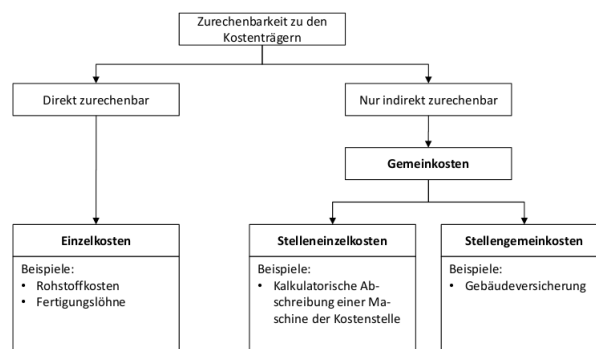 Zurechenbarkeit zu den
Kostenträgern
Direkt zurechenbar
Nur indirekt zurechenbar
Gemeinkosten
Einzelkosten
Beispiele:
• Rohstoffkosten
• Fertigungslöhne
Stelleneinzelkosten
Beispiele:
• Kalkulatorische Ab-
schreibung einer Ma-
schine der Kostenstelle
Stellengemeinkosten
Beispiele:
• Gebäudeversicherung